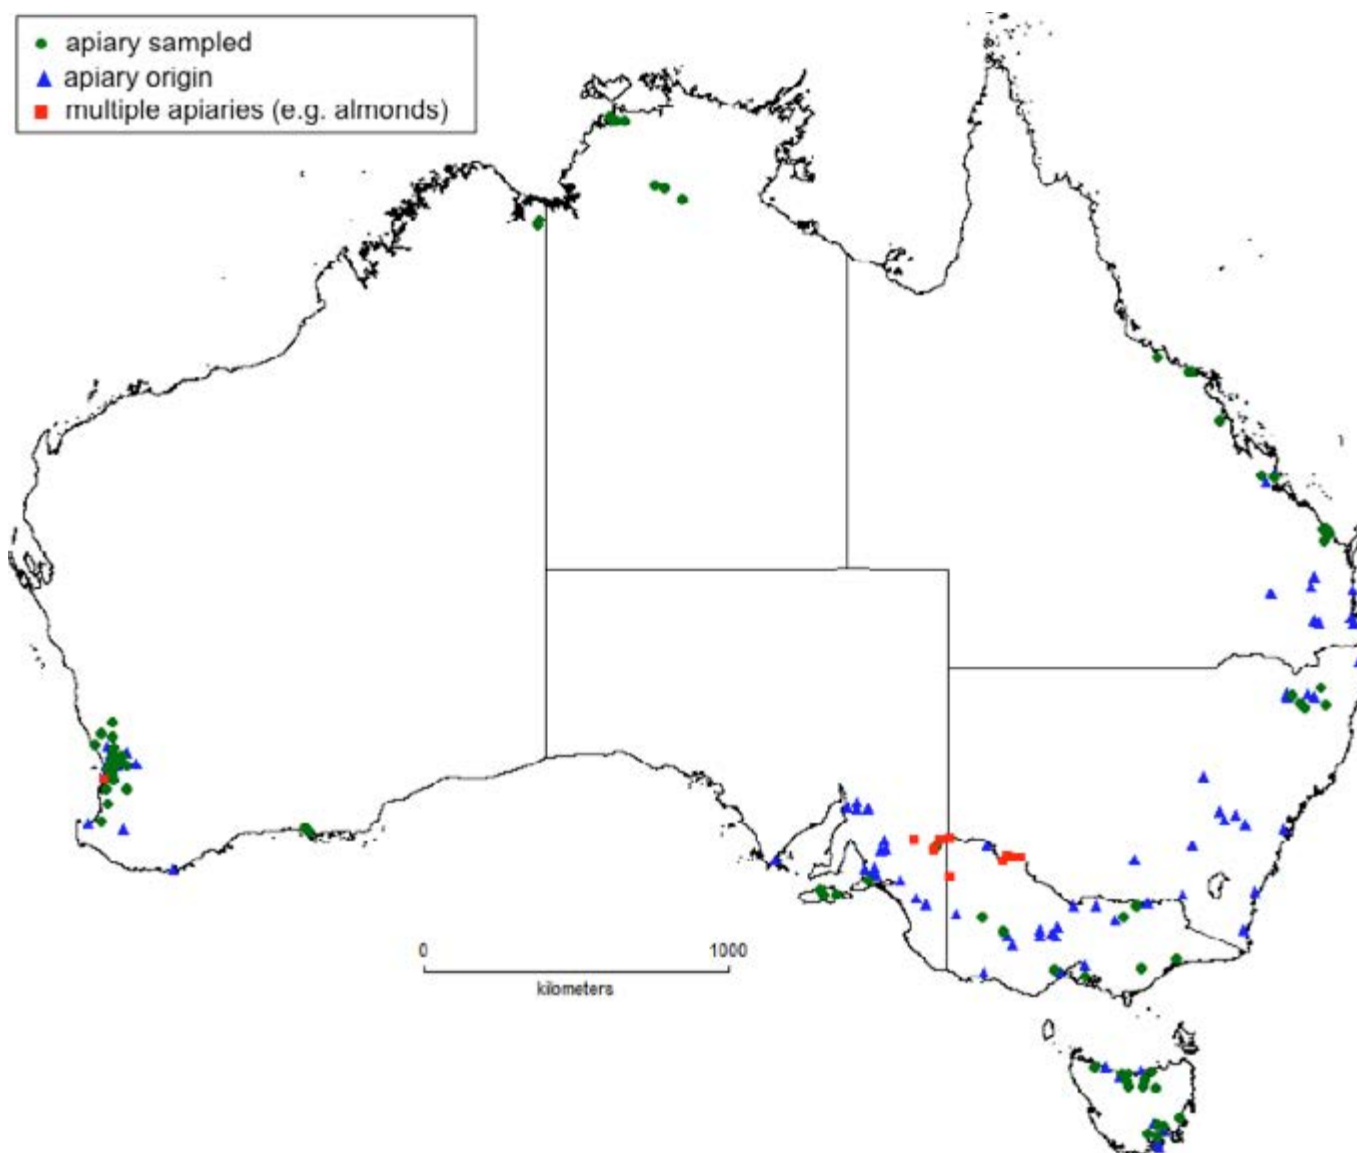 apiary sampled
apiary origin
multiple apiaries (e.g. almonds)
0 1000
kilometers